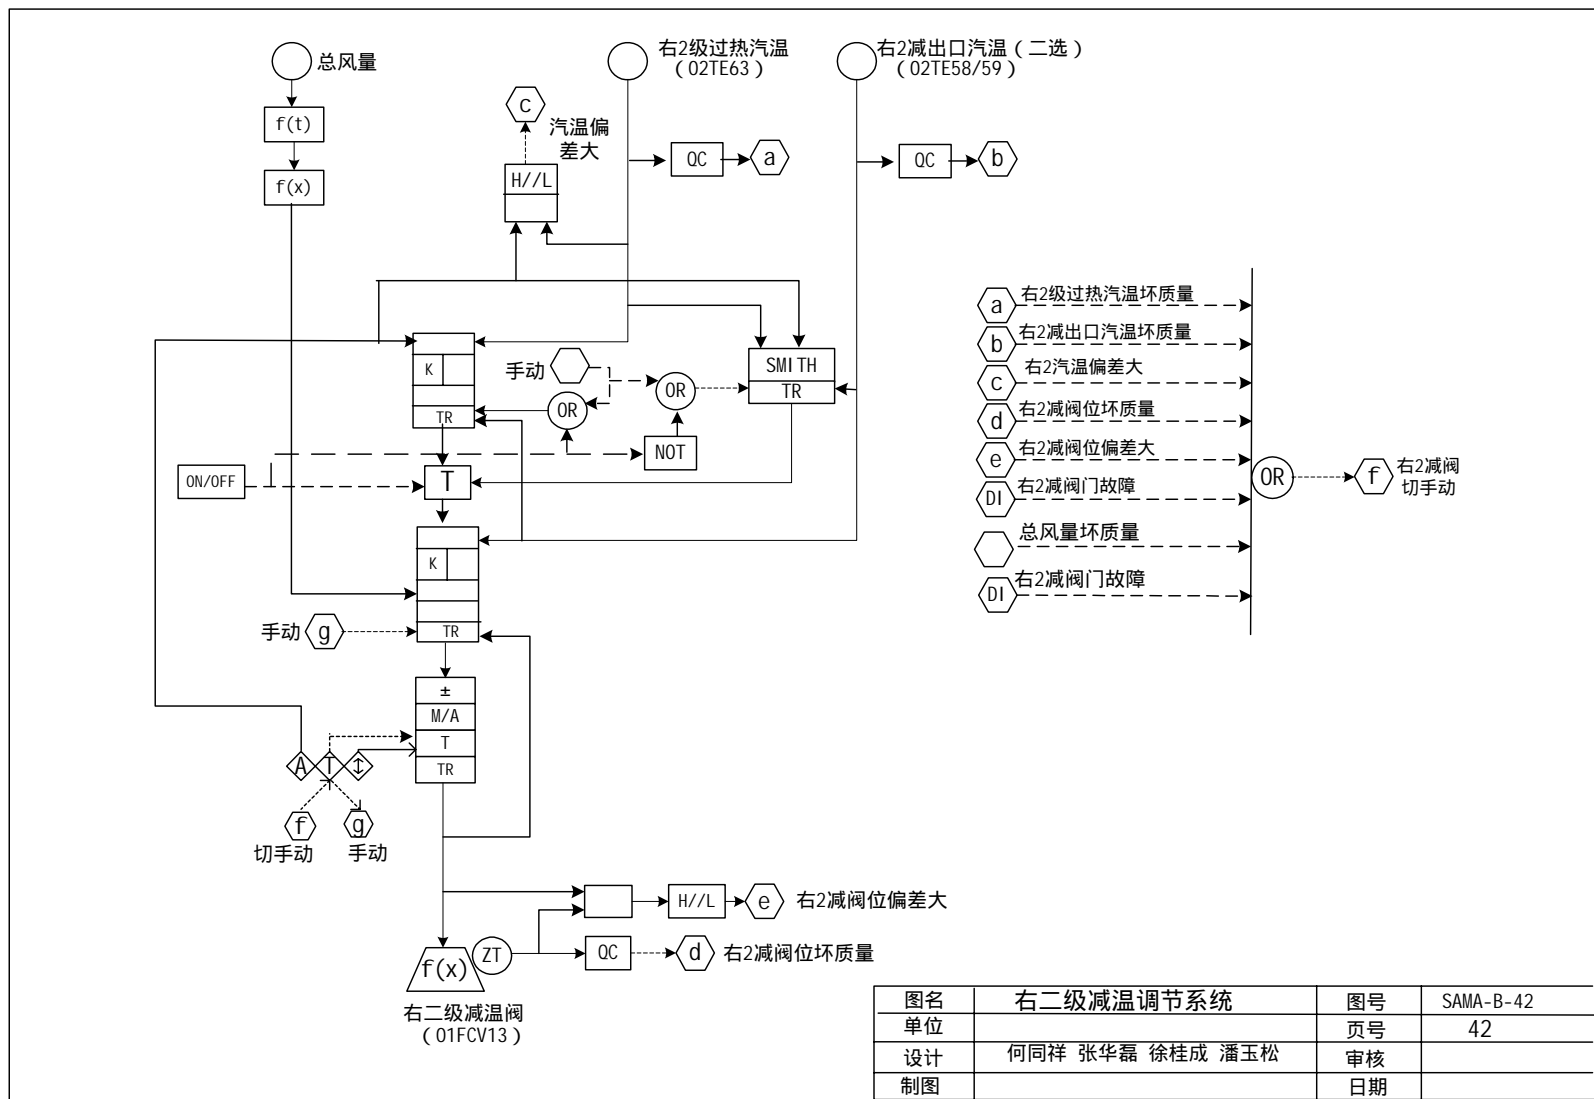 总风量
右2级过热汽温
（02TE63）
右2减出口汽温（二选）
（02TE58/59）
f(t)
f(x)
c
汽温偏
差大
H//L
QC
a
QC
b
K
TR
手动
OR
OR
SMITH
TR
NOT
ON/OFF
T
K
手动
g
TR
±
M/A
T
TR
A
T
f
g
切手动
手动
H//L
e
右2减阀位偏差大
f(x)
ZT
QC
d
右2减阀位坏质量
右二级减温阀
（01FCV13）
a
右2级过热汽温坏质量
b
右2减出口汽温坏质量
c
右2汽温偏差大
d
右2减阀位坏质量
e
右2减阀位偏差大
DI
右2减阀门故障
总风量坏质量
DI
右2减阀门故障
OR
f
右2减阀
切手动
图名 右二级减温调节系统 图号 SAMA-B-42
单位 页号 42
设计 何同祥 张华磊 徐桂成 潘玉松 审核
制图 日期